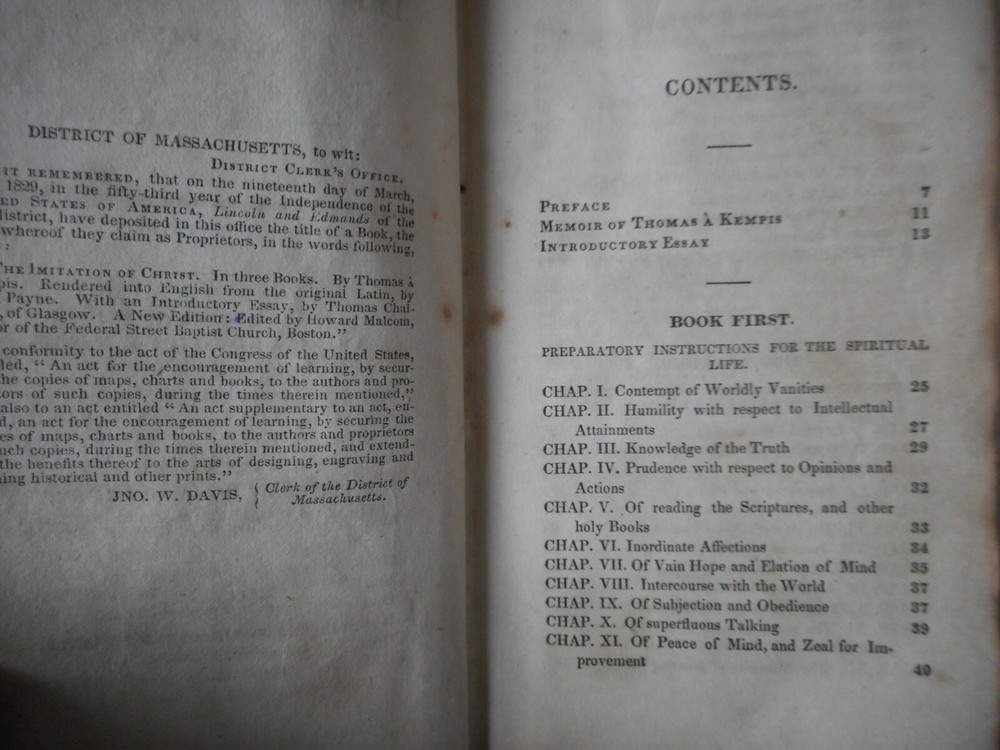 DISTRICT OF MASSACHUSETTS, to wit:
DISTRICT CLERK'S OFFICE.
IT REMEMBERED, that on the nineteenth day of March,
1829, in the fifty-third year of the Independence of the
ED STATES OF AMERICA, Lincoln and Edmands of the
district, have deposited in this office the title of a Book, the
whereof they claim as Proprietors, in the words following,
:
HE IMITATION OF CHRIST. In three Books. By Thomas à
pis. Rendered into English from the original Latin, by
Payne. With an Introductory Essay, by Thomas Chal-
, of Glasgow. A New Edition: Edited by Howard Malcom,
or of the Federal Street Baptist Church, Boston."
conformity to the act of the Congress of the United States,
led, "An act for the encouragement of learning, by secur-
he copies of maps, charts and books, to the authors and pro-
ors of such copies, during the times therein mentioned,"
also to an act entitled "An act supplementary to an act, en-
d, an act for the encouragement of learning, by securing the
es of maps, charts and books, to the authors and proprietors
uch copies, during the times therein mentioned, and extend-
the benefits thereof to the arts of designing, engraving and
ing historical and other prints."
JNO. W. DAVIS, { Clerk of the District of
Massachusetts.
CONTENTS.
PREFACE 7
MEMOIR OF THOMAS À KEMPIS 11
INTRODUCTORY ESSAY 13
BOOK FIRST.
PREPARATORY INSTRUCTIONS FOR THE SPIRITUAL
LIFE.
CHAP. I. Contempt of Worldly Vanities 25
CHAP. II. Humility with respect to Intellectual
Attainments 27
CHAP. III. Knowledge of the Truth 29
CHAP. IV. Prudence with respect to Opinions and
Actions 32
CHAP. V. Of reading the Scriptures, and other
holy Books 33
CHAP. VI. Inordinate Affections 34
CHAP. VII. Of Vain Hope and Elation of Mind 35
CHAP. VIII. Intercourse with the World 37
CHAP. IX. Of Subjection and Obedience 37
CHAP. X. Of superfluous Talking 39
CHAP. XI. Of Peace of Mind, and Zeal for Im-
provement 40